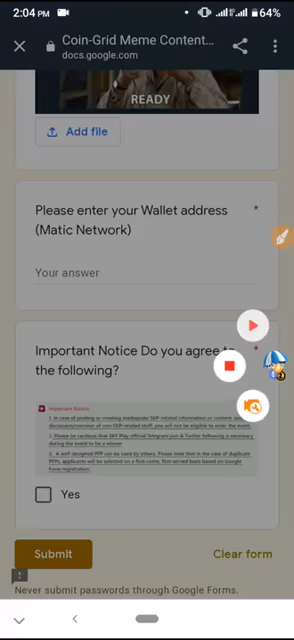 2:04 PM
64%
Coin-Grid Meme Content...
docs.google.com
READY
Add file
Please enter your Wallet address *
(Matic Network)
Your answer
Important Notice Do you agree to *
the following?
Important Notice
1. In case of posting or creating inadequate SKP-related information or content and
discussion/mention of non-SKP-related stuff, you will not be eligible to enter the event.
2. Please be cautious that SKY Play official Telegram join & Twitter following is necessary
during the event to be a winner
3. A well-designed PFP can be used by others. Please note that in the case of duplicate
PFPs, applicants will be selected on a first-come, first-served basis based on Google
Form registration.
Yes
Submit
Clear form
Never submit passwords through Google Forms.